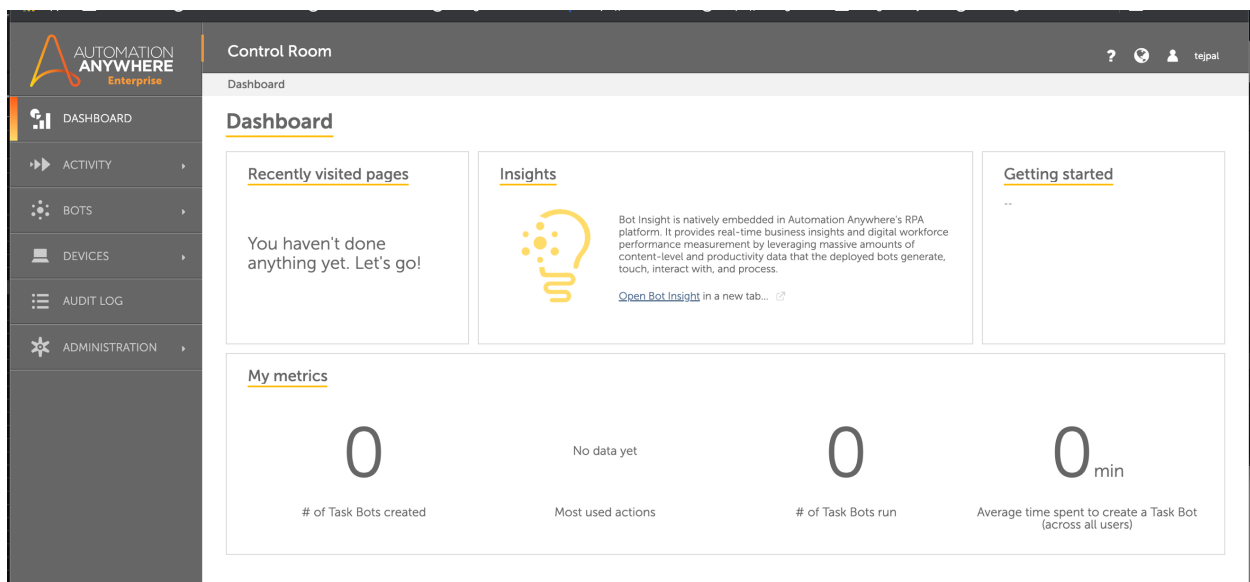 AUTOMATION
ANYWHERE
Enterprise
Control Room
? tejpal
Dashboard
DASHBOARD
ACTIVITY
BOTS
DEVICES
AUDIT LOG
ADMINISTRATION
Dashboard
Recently visited pages
You haven't done
anything yet. Let's go!
Insights
Bot Insight is natively embedded in Automation Anywhere's RPA
platform. It provides real-time business insights and digital workforce
performance measurement by leveraging massive amounts of
content-level and productivity data that the deployed bots generate,
touch, interact with, and process.
Open Bot Insight in a new tab...
Getting started
--
My metrics
0
# of Task Bots created
No data yet
Most used actions
0
# of Task Bots run
0 min
Average time spent to create a Task Bot
(across all users)